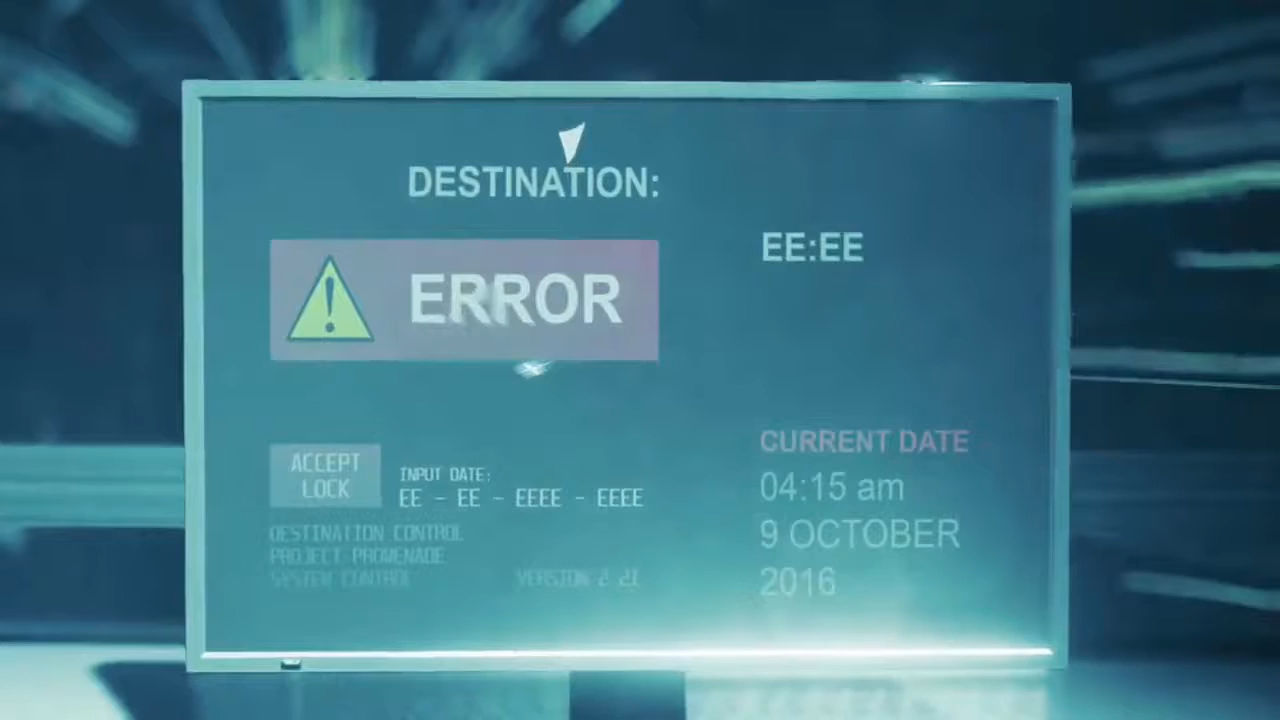 DESTINATION:
EE:EE
ERROR
ACCEPT
LOCK
INPUT DATE:
EE - EE - EEEE - EEEE
DESTINATION CONTROL
PROJECT PROMENADE
SYSTEM CONTROL
VERSION 2.21
CURRENT DATE
04:15 am
9 OCTOBER
2016